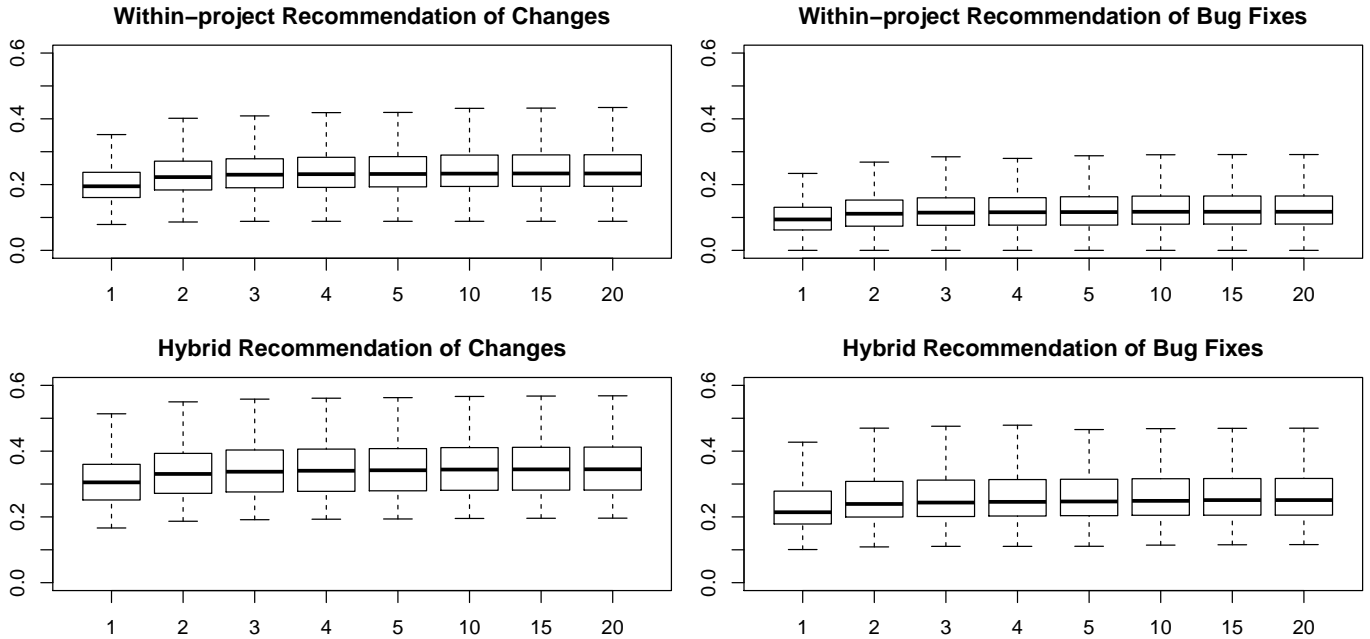 Within−project Recommendation of Changes
0.6
0.4
0.2
0.0
1 2 3 4 5 10 15 20
Within−project Recommendation of Bug Fixes
0.6
0.4
0.2
0.0
1 2 3 4 5 10 15 20
Hybrid Recommendation of Changes
0.6
0.4
0.2
0.0
1 2 3 4 5 10 15 20
Hybrid Recommendation of Bug Fixes
0.6
0.4
0.2
0.0
1 2 3 4 5 10 15 20